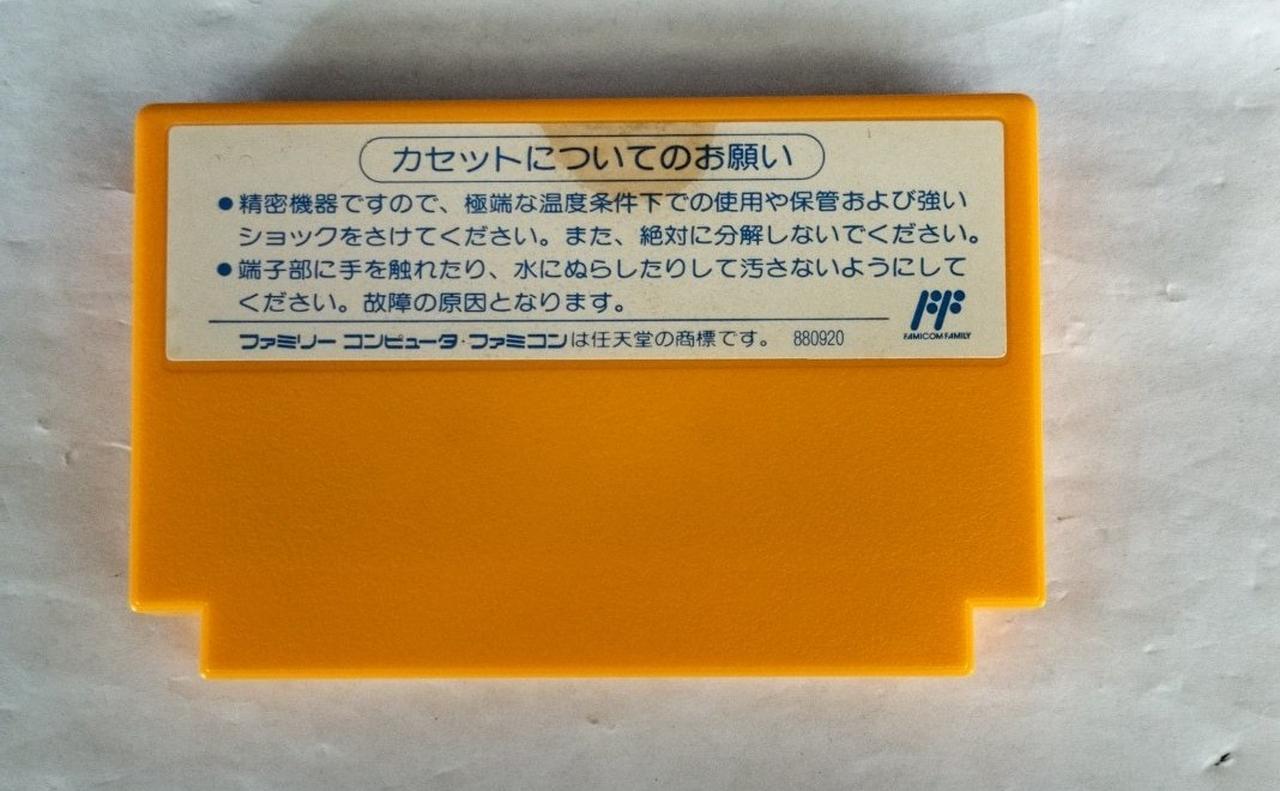 カセットについてのお願い
●精密機器ですので、極端な温度条件下での使用や保管および強い
ショックをさけてください。また、絶対に分解しないでください。
●端子部に手を触れたり、水にぬらしたりして汚さないようにして
ください。故障の原因となります。
ファミリー コンピュータ・ファミコンは任天堂の商標です。 880920
FAMICOM FAMILY